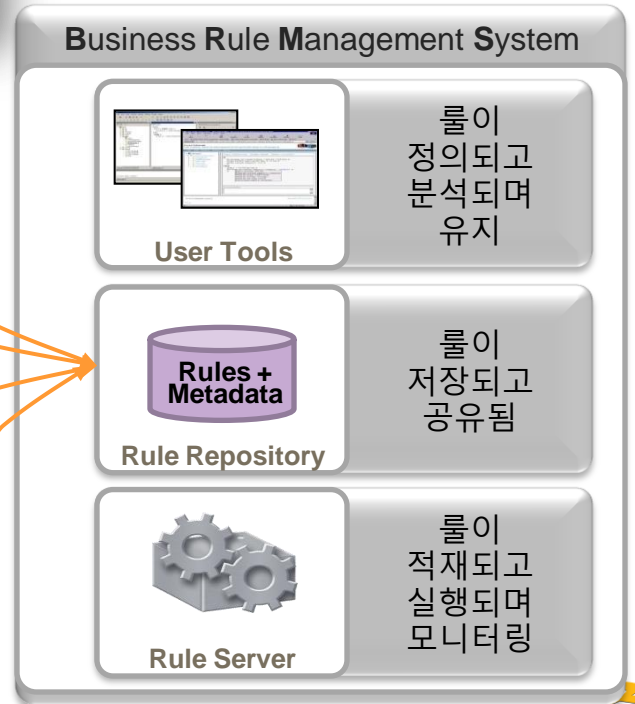 Business Rule Management System
룰이
정의되고
분석되며
유지
User Tools
룰이
저장되고
공유됨
Rules +
Metadata
Rule Repository
룰이
적재되고
실행되며
모니터링
Rule Server